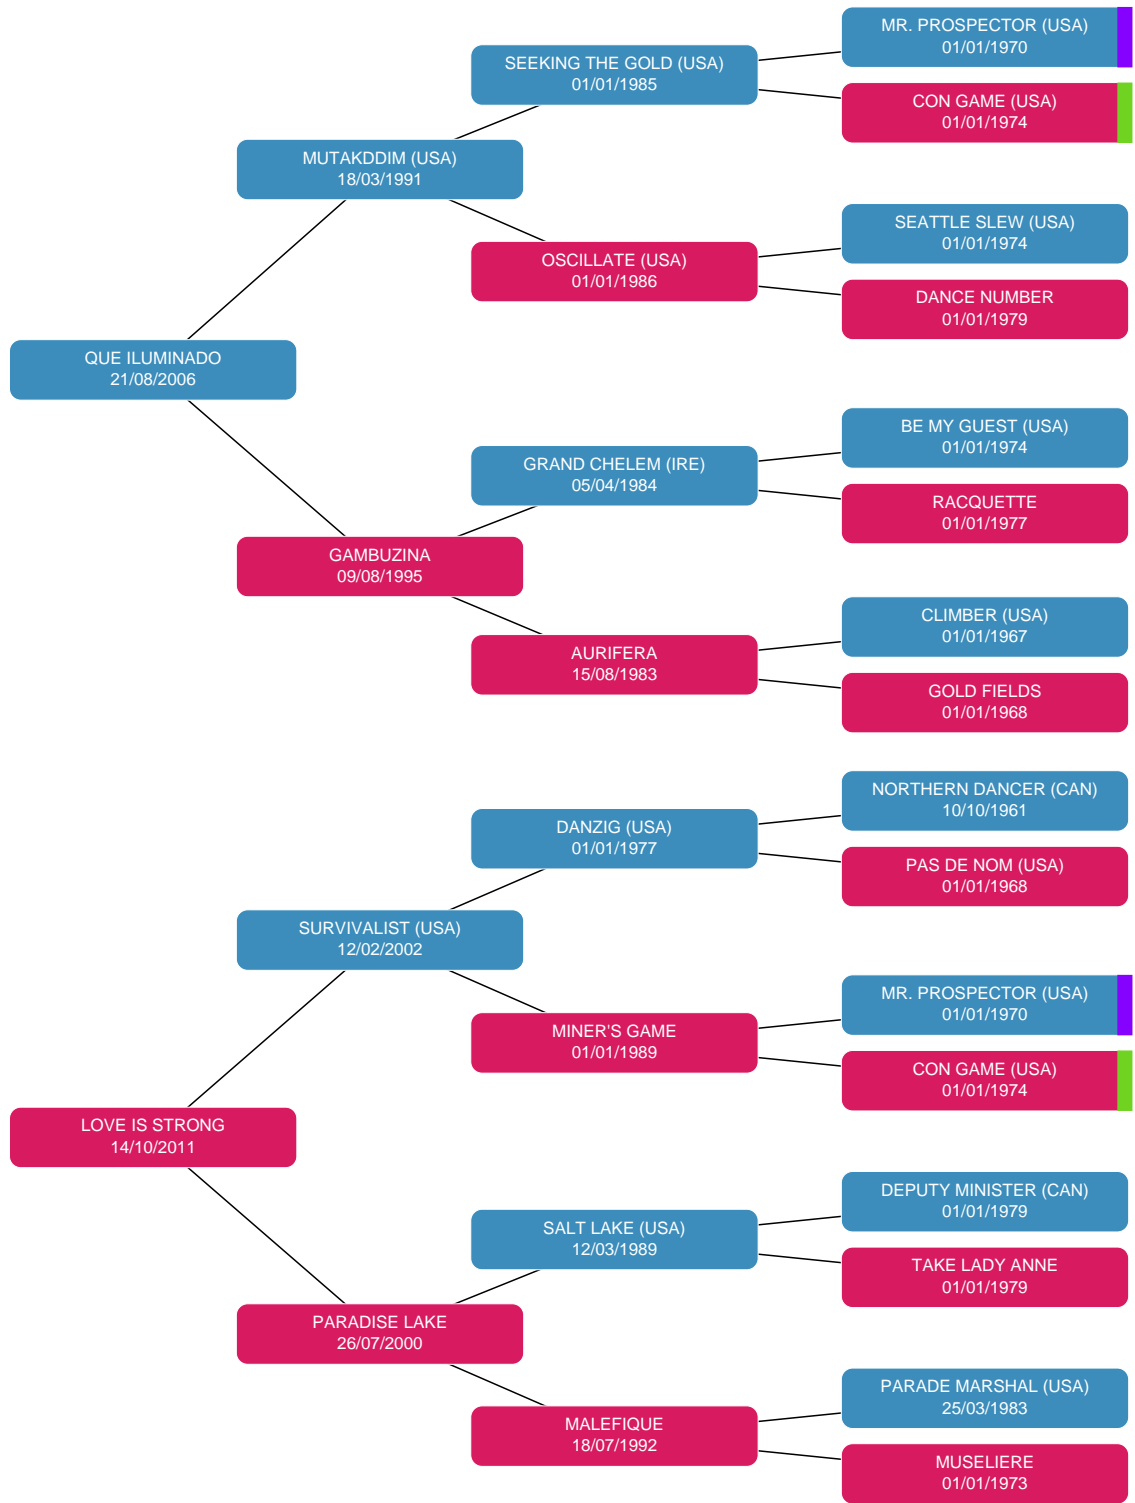 MR. PROSPECTOR (USA)
01/01/1970
SEEKING THE GOLD (USA)
01/01/1985
CON GAME (USA)
01/01/1974
MUTAKDDIM (USA)
18/03/1991
SEATTLE SLEW (USA)
01/01/1974
OSCILLATE (USA)
01/01/1986
DANCE NUMBER
01/01/1979
QUE ILUMINADO
21/08/2006
BE MY GUEST (USA)
01/01/1974
GRAND CHELEM (IRE)
05/04/1984
RACQUETTE
01/01/1977
GAMBUZINA
09/08/1995
CLIMBER (USA)
01/01/1967
AURIFERA
15/08/1983
GOLD FIELDS
01/01/1968
NORTHERN DANCER (CAN)
10/10/1961
DANZIG (USA)
01/01/1977
PAS DE NOM (USA)
01/01/1968
SURVIVALIST (USA)
12/02/2002
MR. PROSPECTOR (USA)
01/01/1970
MINER'S GAME
01/01/1989
CON GAME (USA)
01/01/1974
LOVE IS STRONG
14/10/2011
DEPUTY MINISTER (CAN)
01/01/1979
SALT LAKE (USA)
12/03/1989
TAKE LADY ANNE
01/01/1979
PARADISE LAKE
26/07/2000
PARADE MARSHAL (USA)
25/03/1983
MALEFIQUE
18/07/1992
MUSELIERE
01/01/1973